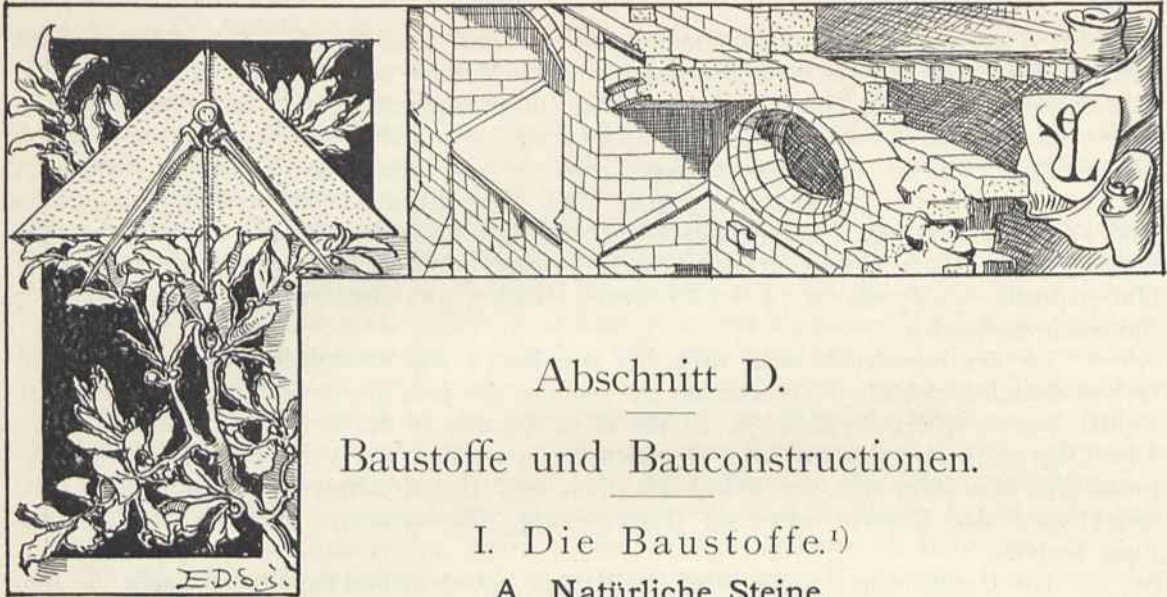 Abschnitt D.
Baustoffe und Bauconstructionen.
I. Die Baustoffe.¹)
A. Natürliche Steine.